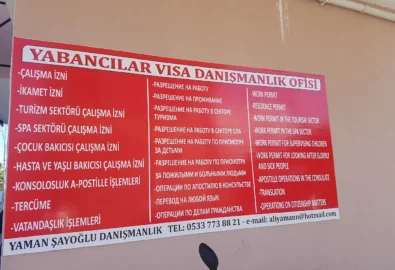 YABANCILAR VISA DANIŞMANLIK OFİSİ
-ÇALIŞMA İZNİ
-İKAMET İZNİ
-TURİZM SEKTÖRÜ ÇALIŞMA İZNİ
-SPA SEKTÖRÜ ÇALIŞMA İZNİ
-ÇOCUK BAKICISI ÇALIŞMA İZNİ
-HASTA VE YAŞLI BAKICISI ÇALIŞMA İZNİ
-KONSOLOSLUK A-POSTİLLE İŞLEMLERİ
-TERCÜME
-VATANDAŞLIK İŞLEMLERİ
-РАЗРЕШЕНИЕ НА РАБОТУ
-РАЗРЕШЕНИЕ НА ПРОЖИВАНИЕ
-РАЗРЕШЕНИЕ НА РАБОТУ В СЕКТОРЕ
ТУРИЗМА
-РАЗРЕШЕНИЕ НА РАБОТУ В СЕКТОРЕ СПА
-РАЗРЕШЕНИЕ НА РАБОТУ ПО ПРИСМОТРУ
ЗА ДЕТЬМИ
-РАЗРЕШЕНИЕ НА РАБОТУ ПО ПРИСМОТРУ
ЗА ПОЖИЛЫМИ И БОЛЬНЫМИ ЛЮДЬМИ
-ОПЕРАЦИИ ПО АПОСТИЛЮ В КОНСУЛЬСТВЕ
-ПЕРЕВОД НА ЛЮБОЙ ЯЗЫК
-ОПЕРАЦИИ ПО ДЕЛАМ ГРАЖДАНСТВА
-WORK PERMIT
-RESIDENCE PERMIT
-WORK PERMIT IN THE TOURISM SECTOR
-WORK PERMIT IN THE SPA SECTOR
-WORK PERMIT FOR SUPERVISING CHILDREN
-WORK PERMIT FOR LOOKING AFTER ELDERLY
AND SICK PEOPLE
-APOSTILLE OPERATIONS IN THE CONSULATE
-TRANSLATION
-OPERATIONS ON CITIZENSHIP MATTERS
YAMAN ŞAYOĞLU DANIŞMANLIK TEL: 0533 773 88 21 - e-mail: aliyamann@hotmail.com